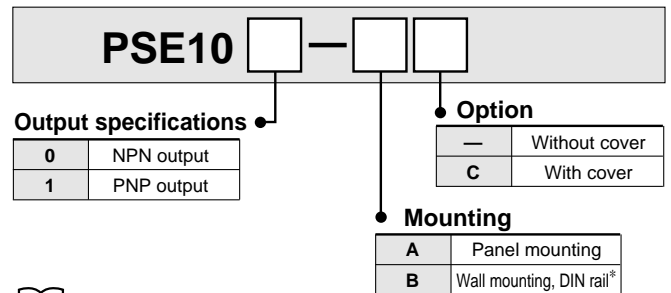 PSE10 —
Output specifications
0 NPN output
1 PNP output
Option
— Without cover
C With cover
Mounting
A Panel mounting
B Wall mounting, DIN rail*